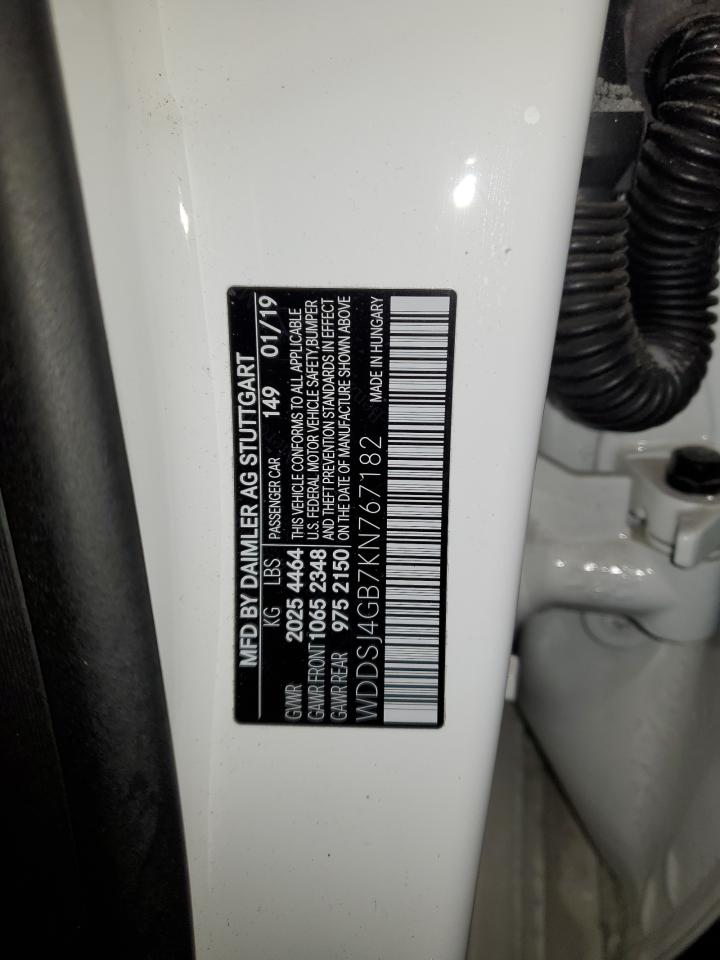 MFD BY DAIMLER AG STUTTGART
KG LBS PASSENGER CAR 149 01/19
GVWR 2025 4464 THIS VEHICLE CONFORMS TO ALL APPLICABLE
GAWR FRONT 1065 2348 U.S. FEDERAL MOTOR VEHICLE SAFETY,BUMPER
AND THEFT PREVENTION STANDARDS IN EFFECT
GAWR REAR 975 2150 ON THE DATE OF MANUFACTURE SHOWN ABOVE
WDDSJ4GB7KN767182 MADE IN HUNGARY